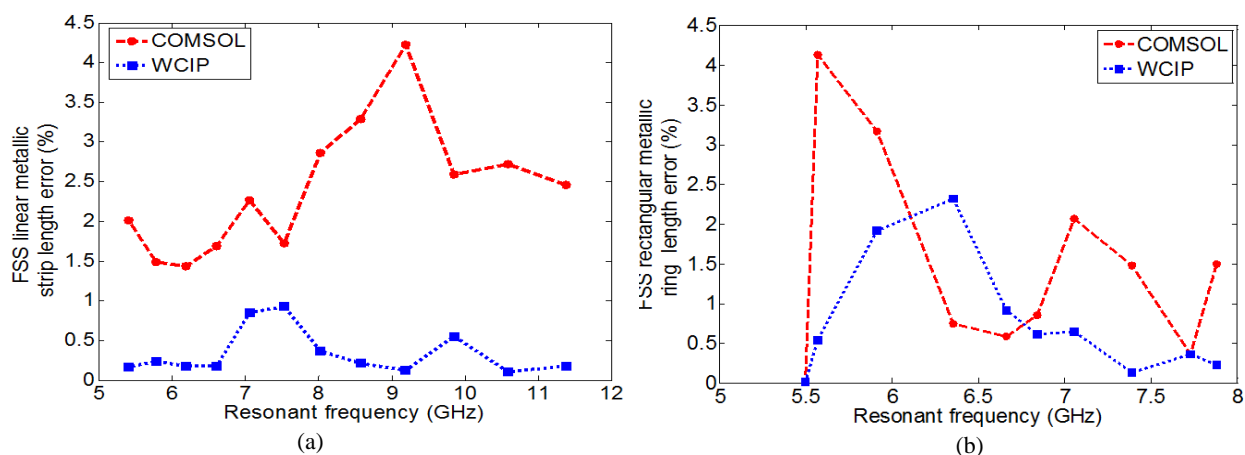 4.5
4
3.5
3
2.5
2
1.5
1
0.5
0
FSS linear metallic
strip length error (%)
COMSOL
WCIP
5 6 7 8 9 10 11 12
Resonant frequency (GHz)
(a)
4.5
4
3.5
3
2.5
2
1.5
1
0.5
0
FSS rectangular metallic
ring length error (%)
COMSOL
WCIP
5 5.5 6 6.5 7 7.5 8
Resonant frequency (GHz)
(b)